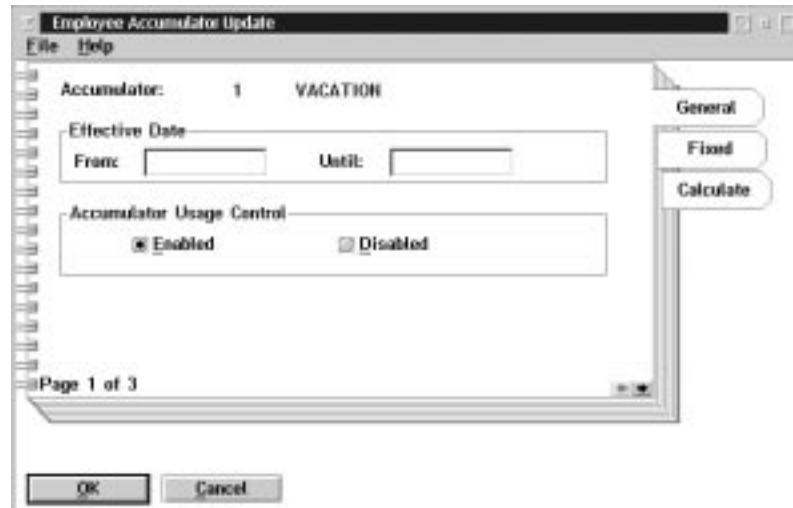 Employee Accumulator Update
File Help
Accumulator: 1 VACATION
General
Effective Date
From: Until:
Fixed
Calculate
Accumulator Usage Control
Enabled Disabled
Page 1 of 3
OK Cancel